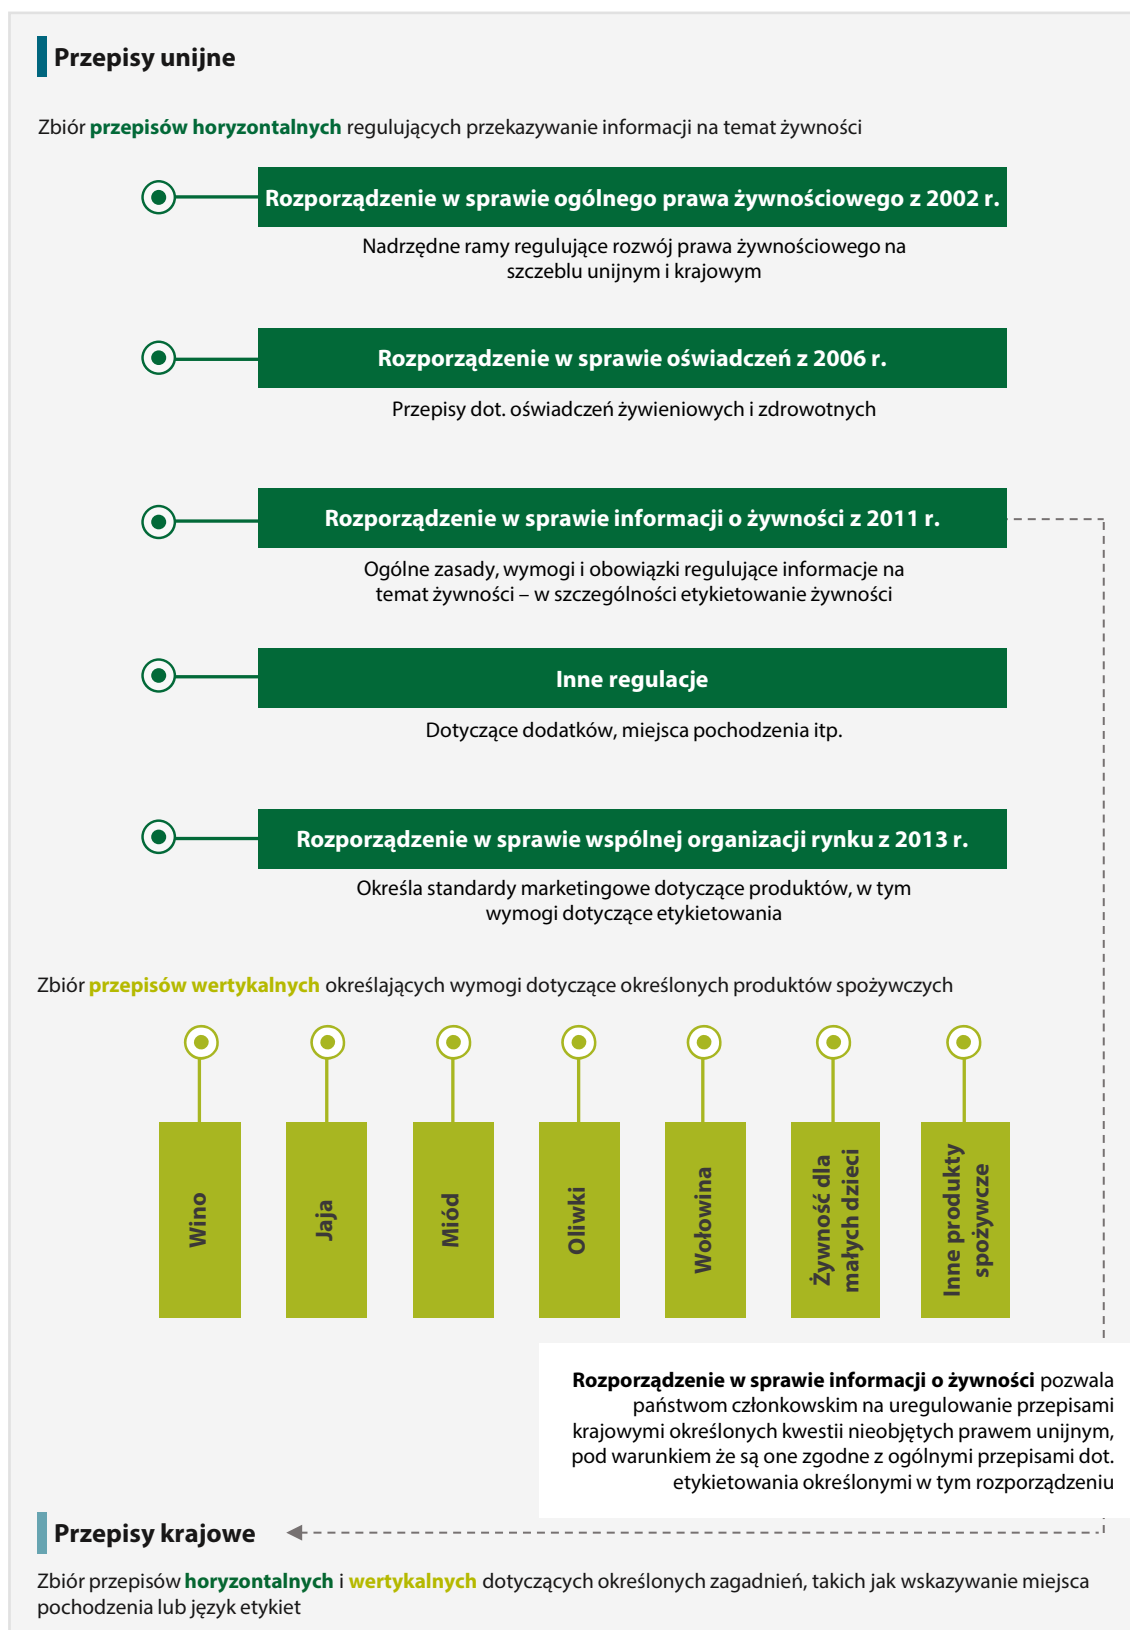 Przepisy unijne
Zbiór przepisów horyzontalnych regulujących przekazywanie informacji na temat żywności
Rozporządzenie w sprawie ogólnego prawa żywnościowego z 2002 r.
Nadrzędne ramy regulujące rozwój prawa żywnościowego na
szczeblu unijnym i krajowym
Rozporządzenie w sprawie oświadczeń z 2006 r.
Przepisy dot. oświadczeń żywieniowych i zdrowotnych
Rozporządzenie w sprawie informacji o żywności z 2011 r.
Ogólne zasady, wymogi i obowiązki regulujące informacje na
temat żywności – w szczególności etykietowanie żywności
Inne regulacje
Dotyczące dodatków, miejsca pochodzenia itp.
Rozporządzenie w sprawie wspólnej organizacji rynku z 2013 r.
Określa standardy marketingowe dotyczące produktów, w tym
wymogi dotyczące etykietowania
Zbiór przepisów wertykalnych określających wymogi dotyczące określonych produktów spożywczych
Wino
Jaja
Miód
Oliwki
Wołowina
Żywność dla
małych dzieci
Inne produkty
spożywcze
Rozporządzenie w sprawie informacji o żywności pozwala
państwom członkowskim na uregulowanie przepisami
krajowymi określonych kwestii nieobjętych prawem unijnym,
pod warunkiem że są one zgodne z ogólnymi przepisami dot.
etykietowania określonymi w tym rozporządzeniu
Przepisy krajowe
Zbiór przepisów horyzontalnych i wertykalnych dotyczących określonych zagadnień, takich jak wskazywanie miejsca
pochodzenia lub język etykiet